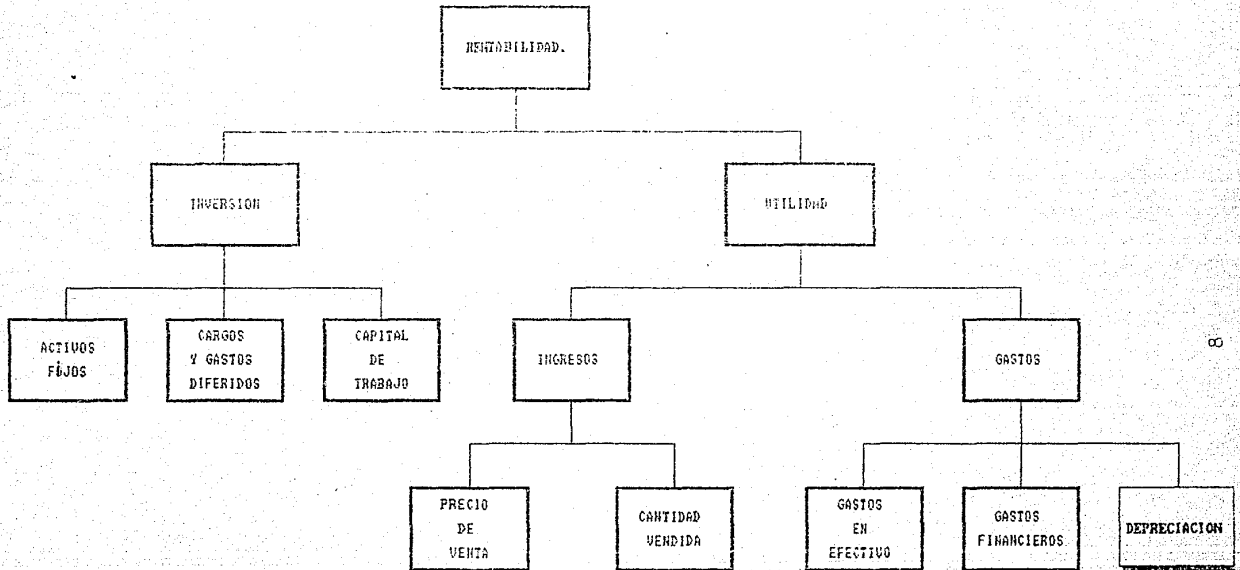 RENTABILIDAD.
INVERSION
UTILIDAD
ACTIVOS
FIJOS
CARGOS
Y GASTOS
DIFERIDOS
CAPITAL
DE
TRABAJO
INGRESOS
GASTOS
8
PRECIO
DE
VENTA
CANTIDAD
VENDIDA
GASTOS
EN
EFECTIVO
GASTOS
FINANCIEROS
DEPRECIACION